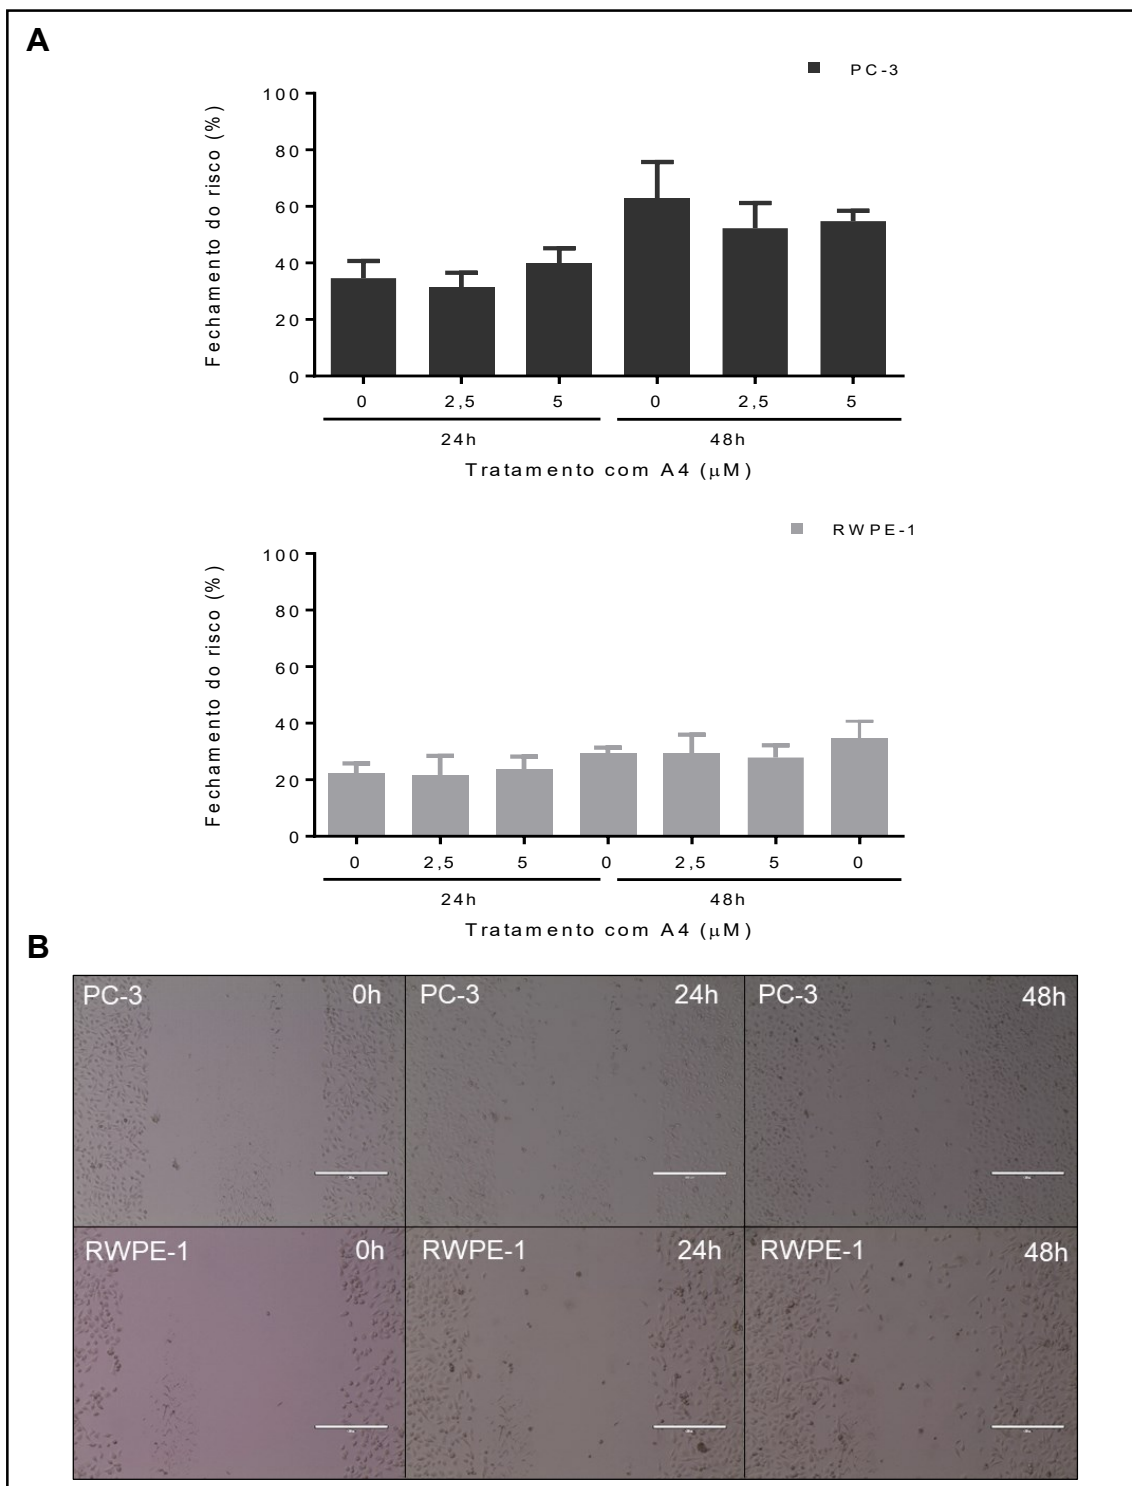 A
PC-3
Fechamento do risco (%)
100
80
60
40
20
0
0 2,5 5 0 2,5 5
24h 48h
Tratamento com A4 (μM)
RWPE-1
Fechamento do risco (%)
100
80
60
40
20
0
0 2,5 5 0 2,5 5 0
24h 48h
Tratamento com A4 (μM)
B
PC-3 0h PC-3 24h PC-3 48h
RWPE-1 0h RWPE-1 24h RWPE-1 48h